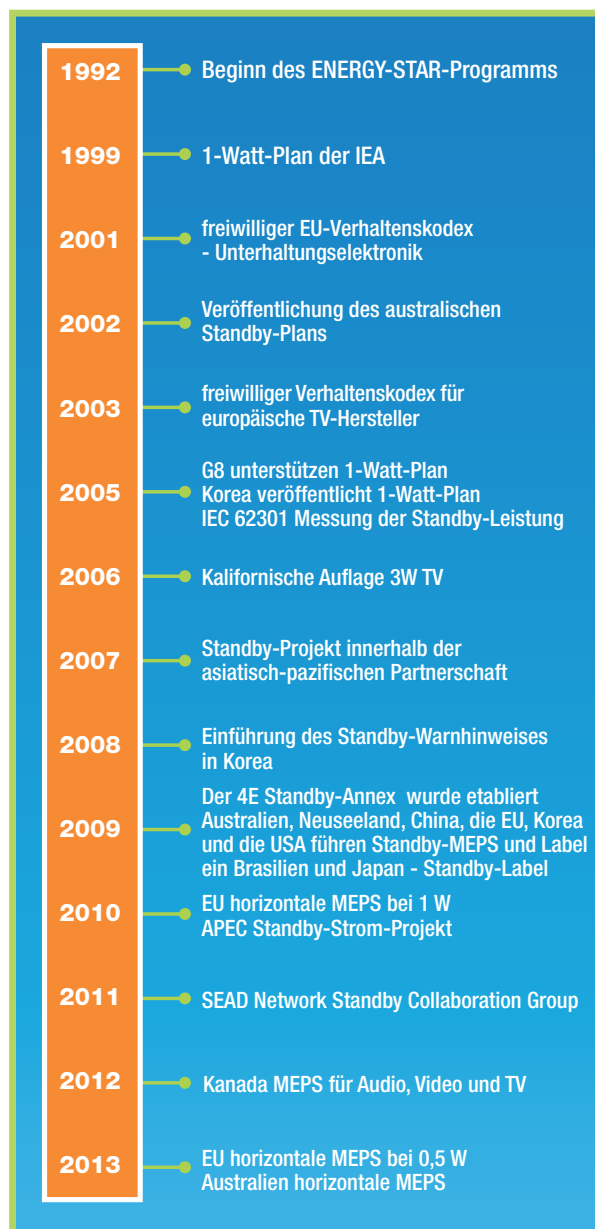 1992
Beginn des ENERGY-STAR-Programms
1999
1-Watt-Plan der IEA
2001
freiwilliger EU-Verhaltenskodex
- Unterhaltungselektronik
2002
Veröffentlichung des australischen
Standby-Plans
2003
freiwilliger Verhaltenskodex für
europäische TV-Hersteller
2005
G8 unterstützen 1-Watt-Plan
Korea veröffentlicht 1-Watt-Plan
IEC 62301 Messung der Standby-Leistung
2006
Kalifornische Auflage 3W TV
2007
Standby-Projekt innerhalb der
asiatisch-pazifischen Partnerschaft
2008
Einführung des Standby-Warnhinweises
in Korea
2009
Der 4E Standby-Annex wurde etabliert
Australien, Neuseeland, China, die EU, Korea
und die USA führen Standby-MEPS und Label
ein Brasilien und Japan - Standby-Label
2010
EU horizontale MEPS bei 1 W
APEC Standby-Strom-Projekt
2011
SEAD Network Standby Collaboration Group
2012
Kanada MEPS für Audio, Video und TV
2013
EU horizontale MEPS bei 0,5 W
Australien horizontale MEPS